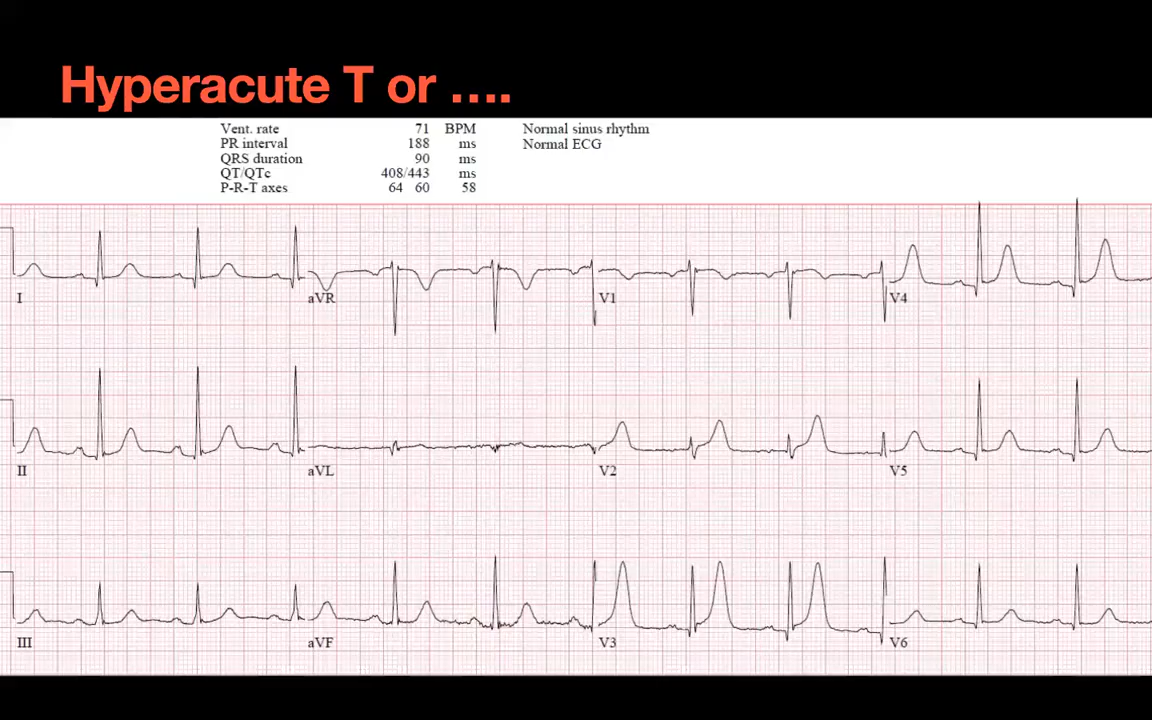 Hyperacute T or ....
Vent. rate 71 BPM
PR interval 188 ms
QRS duration 90 ms
QT/QTc 408/443 ms
P-R-T axes 64 60 58
Normal sinus rhythm
Normal ECG
I
aVR
V1
V4
II
aVL
V2
V5
III
aVF
V3
V6